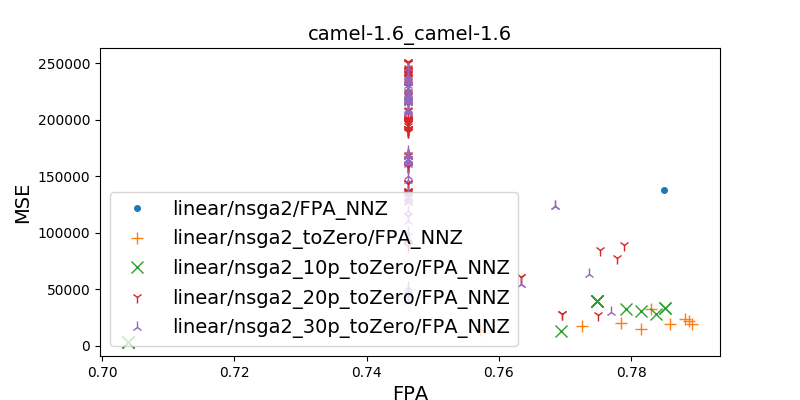 camel-1.6_camel-1.6
MSE
250000
200000
150000
100000
50000
0
linear/nsga2/FPA_NNZ
linear/nsga2_toZero/FPA_NNZ
linear/nsga2_10p_toZero/FPA_NNZ
linear/nsga2_20p_toZero/FPA_NNZ
linear/nsga2_30p_toZero/FPA_NNZ
0.70 0.72 0.74 0.76 0.78
FPA